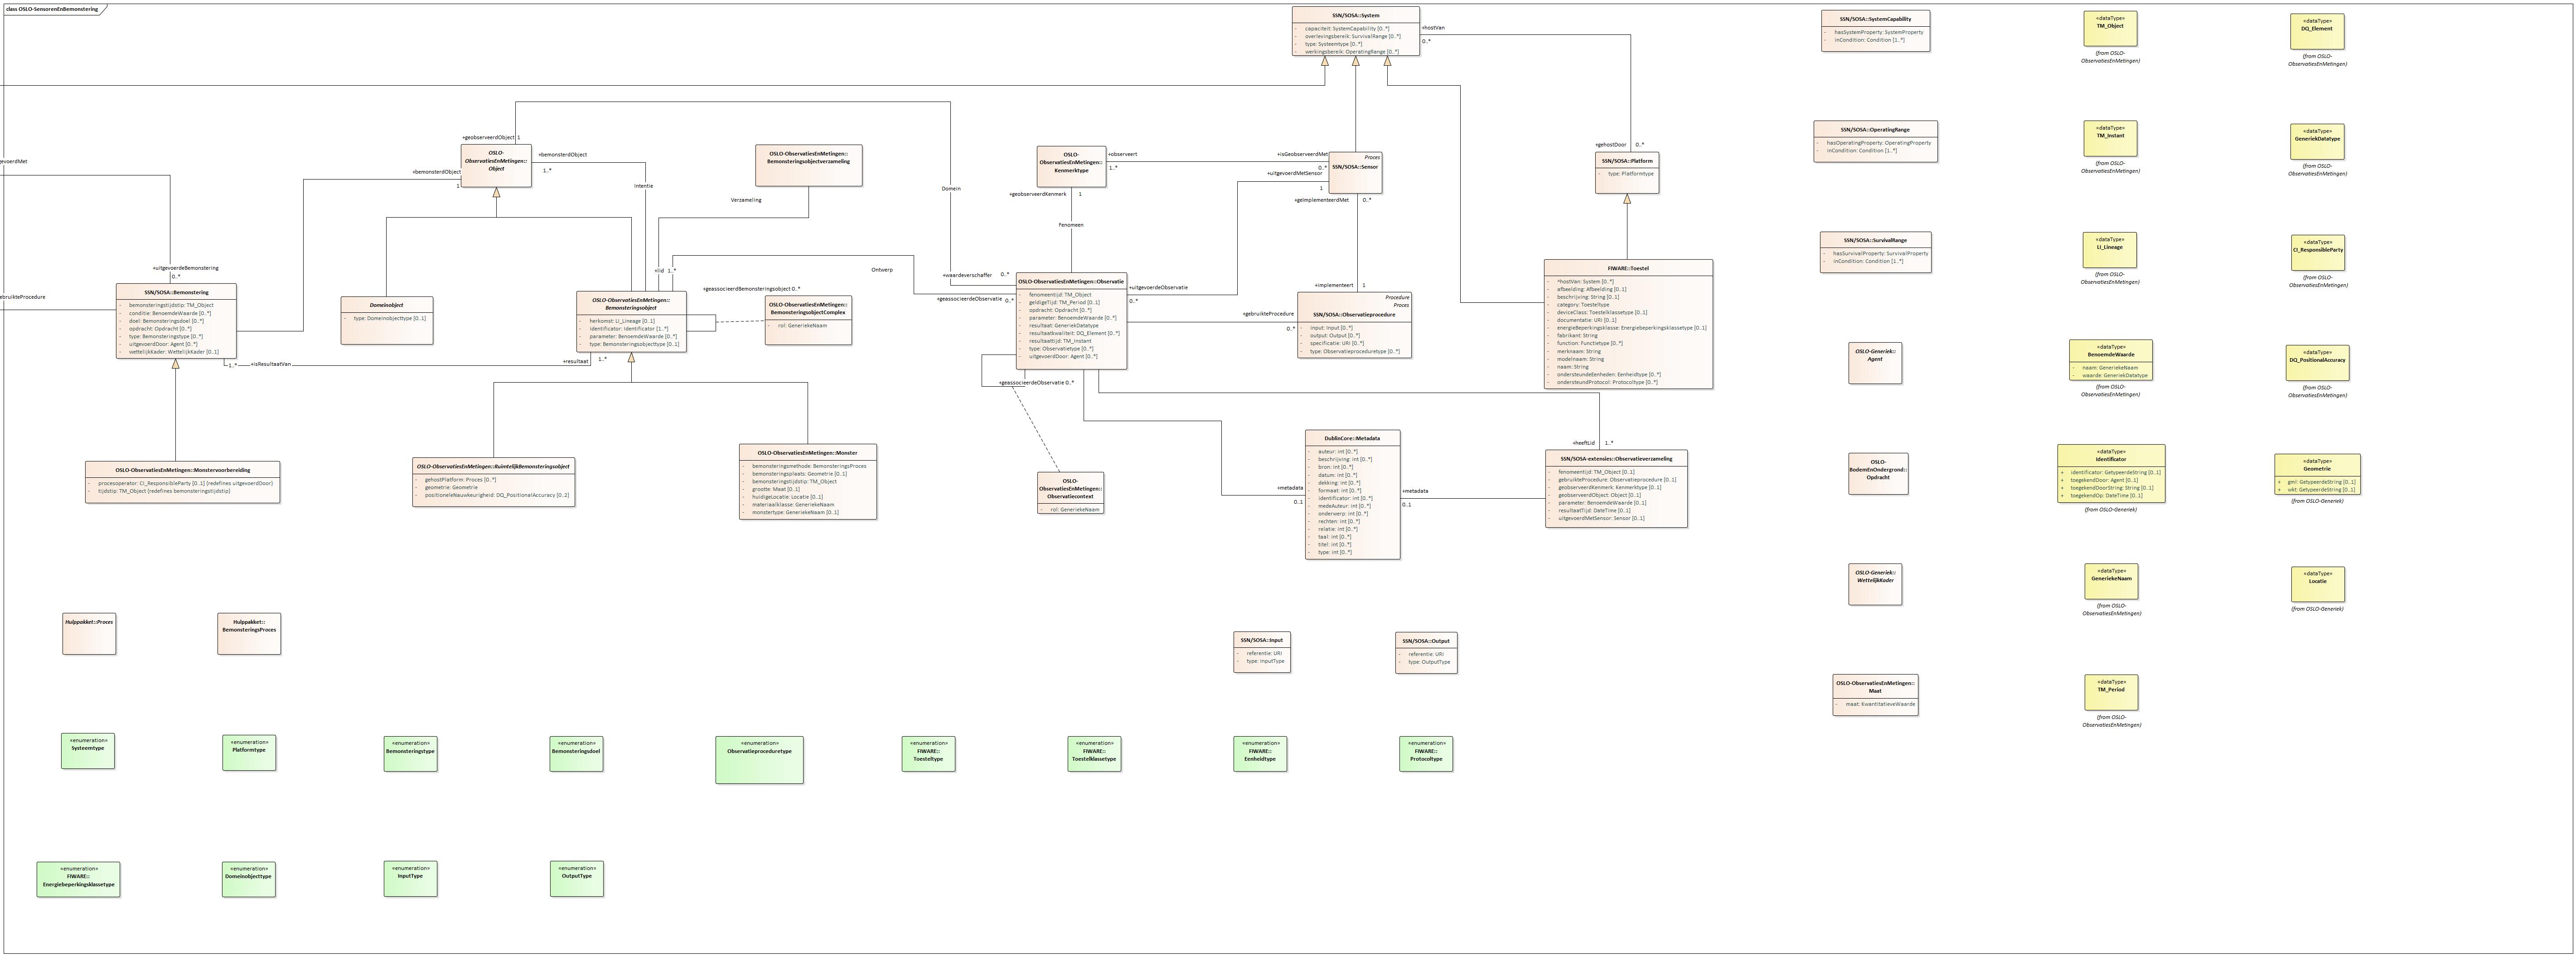 class OSLO-SensorenEnBemonstering
SSN/SOSA::System
- capaciteit: SystemCapability [0..*]
- overlevingsbereik: SurvivalRange [0..*]
- type: Systeemtype [0..*]
- werkingsbereik: OperatingRange [0..*]
+hostVan
0..*
SSN/SOSA::SystemCapability
- hasSystemProperty: SystemProperty
- inCondition: Condition [1..*]
«dataType»
TM_Object
(from OSLO-
ObservatiesEnMetingen)
«dataType»
DQ_Element
(from OSLO-
ObservatiesEnMetingen)
+geobserveerdObject 1
OSLO-
ObservatiesEnMetingen::
Object
+bemonsterdObject
1..*
+bemonsterdObject
1
Intentie
OSLO-ObservatiesEnMetingen::
Bemonsteringsobjectverzameling
Verzameling
Domein
OSLO-
ObservatiesEnMetingen::
Kenmerktype
+observeert
1..*
+isGeobserveerdMet
0..*
+uitgevoerdMetSensor
1
Proces
SSN/SOSA::Sensor
+geobserveerdKenmerk 1
Fenomeen
+geimplementeerdMet 0..*
+gehostDoor 0..*
SSN/SOSA::Platform
- type: Platformtype
SSN/SOSA::OperatingRange
- hasOperatingProperty: OperatingProperty
- inCondition: Condition [1..*]
«dataType»
TM_Instant
(from OSLO-
ObservatiesEnMetingen)
«dataType»
GeneriekDatatype
(from OSLO-
ObservatiesEnMetingen)
SSN/SOSA::SurvivalRange
- hasSurvivalProperty: SurvivalProperty
- inCondition: Condition [1..*]
«dataType»
LI_Lineage
(from OSLO-
ObservatiesEnMetingen)
«dataType»
CI_ResponsibleParty
(from OSLO-
ObservatiesEnMetingen)
gevoerdMet
+uitgevoerdeBemonstering
0..*
ebruikteProcedure
SSN/SOSA::Bemonstering
- bemonsteringstijdstip: TM_Object
- conditie: BenoemdeWaarde [0..*]
- doel: Bemonsteringsdoel [0..*]
- opdracht: Opdracht [0..*]
- type: Bemonsteringstype [0..*]
- uitgevoerdDoor: Agent [0..*]
- wettelijkKader: WettelijkKader [0..1]
1..* +isResultaatVan
+resultaat 1..*
Domeinobject
- type: Domeinobjecttype [0..1]
+lid 1..*
Ontwerp
OSLO-ObservatiesEnMetingen::
Bemonsteringsobject
- herkomst: LI_Lineage [0..1]
- identificator: Identificator [1..*]
- parameter: BenoemdeWaarde [0..*]
- type: Bemonsteringsobjecttype [0..1]
+geassocieerdBemonsteringsobject 0..*
OSLO-ObservatiesEnMetingen::
BemonsteringsobjectComplex
- rol: GeneriekeNaam
+waardeverschaffer 0..*
+geassocieerdeObservatie 0..*
OSLO-ObservatiesEnMetingen::Observatie
- fenomeentijd: TM_Object
- geldigeTijd: TM_Period [0..1]
- opdracht: Opdracht [0..*]
- parameter: BenoemdeWaarde [0..*]
- resultaat: GeneriekDatatype
- resultaatkwaliteit: DQ_Element [0..*]
- resultaattijd: TM_Instant
- type: Observatietype [0..*]
- uitgevoerdDoor: Agent [0..*]
+uitgevoerdeObservatie
0..*
+geassocieerdeObservatie 0..*
+implementeert 1
+gebruikteProcedure
0..*
Procedure
Proces
SSN/SOSA::Observatieprocedure
- input: Input [0..*]
- output: Output [0..*]
- specificatie: URI [0..*]
- type: Observatieproceduretype [0..*]
FIWARE::Toestel
- *hostVan: System [0..*]
- afbeelding: Afbeelding [0..1]
- beschrijving: String [0..1]
- category: Toesteltype
- deviceClass: Toestelklassetype [0..1]
- documentatie: URI [0..1]
- energieBeperkingsklasse: Energiebeperkingsklassetype [0..1]
- fabrikant: String
- function: Functietype [0..*]
- merknaam: String
- modelnaam: String
- naam: String
- ondersteundeEenheden: Eenheidtype [0..*]
- ondersteundProtocol: Protocoltype [0..*]
OSLO-Generiek::
Agent
«dataType»
BenoemdeWaarde
- naam: GeneriekeNaam
- waarde: GeneriekDatatype
(from OSLO-
ObservatiesEnMetingen)
«dataType»
DQ_PositionalAccuracy
(from OSLO-
ObservatiesEnMetingen)
OSLO-ObservatiesEnMetingen::Monstervoorbereiding
- procesoperator: CI_ResponsibleParty [0..1] {redefines uitgevoerdDoor}
- tijdstip: TM_Object {redefines bemonsteringstijdstip}
OSLO-ObservatiesEnMetingen::RuimtelijkBemonsteringsobject
- gehostPlatform: Proces [0..*]
- geometrie: Geometrie
- positioneleNauwkeurigheid: DQ_PositionalAccuracy [0..2]
OSLO-ObservatiesEnMetingen::Monster
- bemonsteringsmethode: BemonsteringsProces
- bemonsteringsplaats: Geometrie [0..1]
- bemonsteringstijdstip: TM_Object
- grootte: Maat [0..1]
- huidigeLocatie: Locatie [0..1]
- materiaalklasse: GeneriekeNaam
- monstertype: GeneriekeNaam [0..1]
OSLO-
ObservatiesEnMetingen::
Observatiecontext
- rol: GeneriekeNaam
DublinCore::Metadata
- auteur: int [0..*]
- beschrijving: int [0..*]
- bron: int [0..*]
- datum: int [0..*]
- dekking: int [0..*]
- formaat: int [0..*]
- identificator: int [0..*]
- medeAuteur: int [0..*]
- onderwerp: int [0..*]
- rechten: int [0..*]
- relatie: int [0..*]
- taal: int [0..*]
- titel: int [0..*]
- type: int [0..*]
+metadata
0..1
+metadata
0..1
+heeftLid 1..*
SSN/SOSA-extensies::Observatieverzameling
- fenomeentijd: TM_Object [0..1]
- gebruikteProcedure: Observatieprocedure [0..1]
- geobserveerdKenmerk: Kenmerktype [0..1]
- geobserveerdObject: Object [0..1]
- parameter: BenoemdeWaarde [0..1]
- resultaatTijd: DateTime [0..1]
- uitgevoerdMetSensor: Sensor [0..1]
OSLO-
BodemEnOndergrond::
Opdracht
«dataType»
Identificator
+ identificator: GetypeerdeString [0..1]
+ toegekendDoor: Agent [0..1]
+ toegekendDoorString: String [0..1]
+ toegekendOp: DateTime [0..1]
(from OSLO-Generiek)
«dataType»
Geometrie
+ gml: GetypeerdeString [0..1]
+ wkt: GetypeerdeString [0..1]
(from OSLO-Generiek)
OSLO-Generiek::
WettelijkKader
«dataType»
GeneriekeNaam
(from OSLO-
ObservatiesEnMetingen)
«dataType»
Locatie
(from OSLO-Generiek)
Hulppakket::Proces
Hulppakket::
BemonsteringsProces
SSN/SOSA::Input
- referentie: URI
- type: InputType
SSN/SOSA::Output
- referentie: URI
- type: OutputType
OSLO-ObservatiesEnMetingen::
Maat
- maat: KwantitatieveWaarde
«dataType»
TM_Period
(from OSLO-
ObservatiesEnMetingen)
«enumeration»
Systeemtype
«enumeration»
Platformtype
«enumeration»
Bemonsteringstype
«enumeration»
Bemonsteringsdoel
«enumeration»
Observatieproceduretype
«enumeration»
FIWARE::
Toesteltype
«enumeration»
FIWARE::
Toestelklassetype
«enumeration»
FIWARE::
Eenheidtype
«enumeration»
FIWARE::
Protocoltype
«enumeration»
FIWARE::
Energiebeperkingsklassetype
«enumeration»
Domeinobjecttype
«enumeration»
InputType
«enumeration»
OutputType